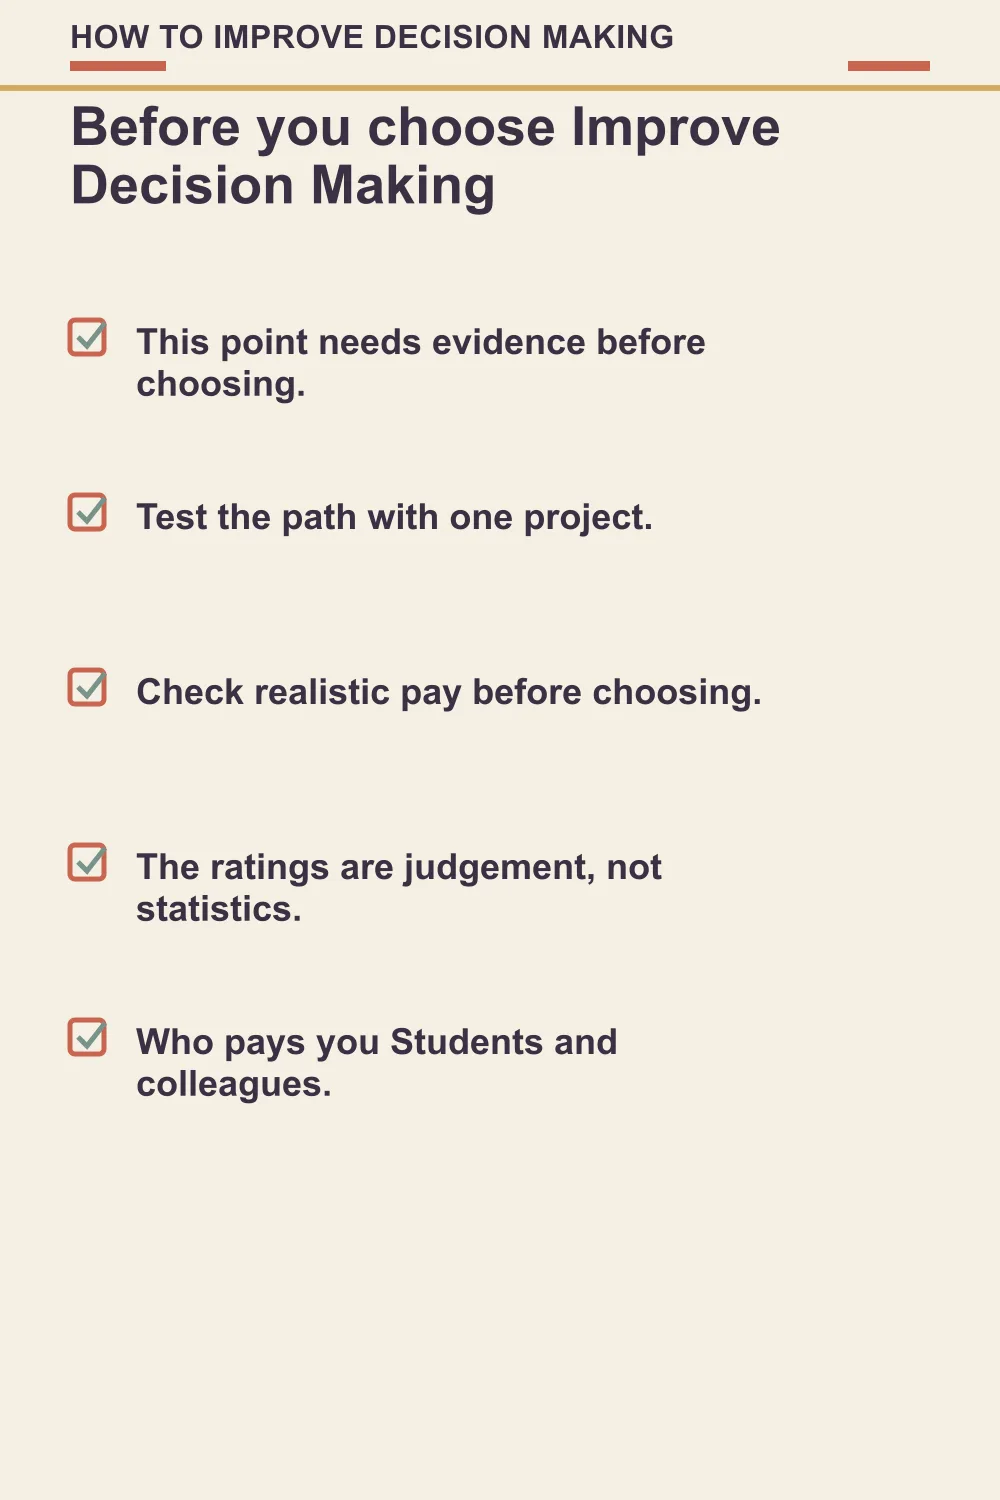 HOW TO IMPROVE DECISION MAKING
Before you choose Improve
Decision Making
This point needs evidence before
choosing.
Test the path with one project.
Check realistic pay before choosing.
The ratings are judgement, not
statistics.
Who pays you Students and
colleagues.